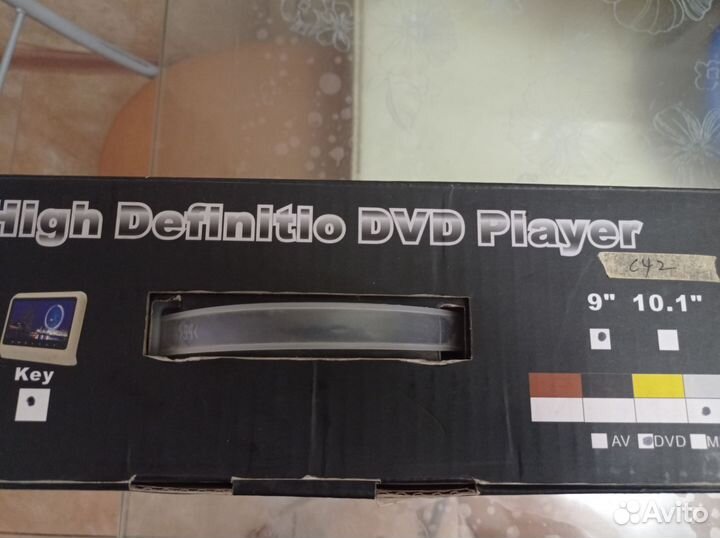 High Definitio DVD Player
C42
9" 10.1"
Key
AV DVD M
Avito